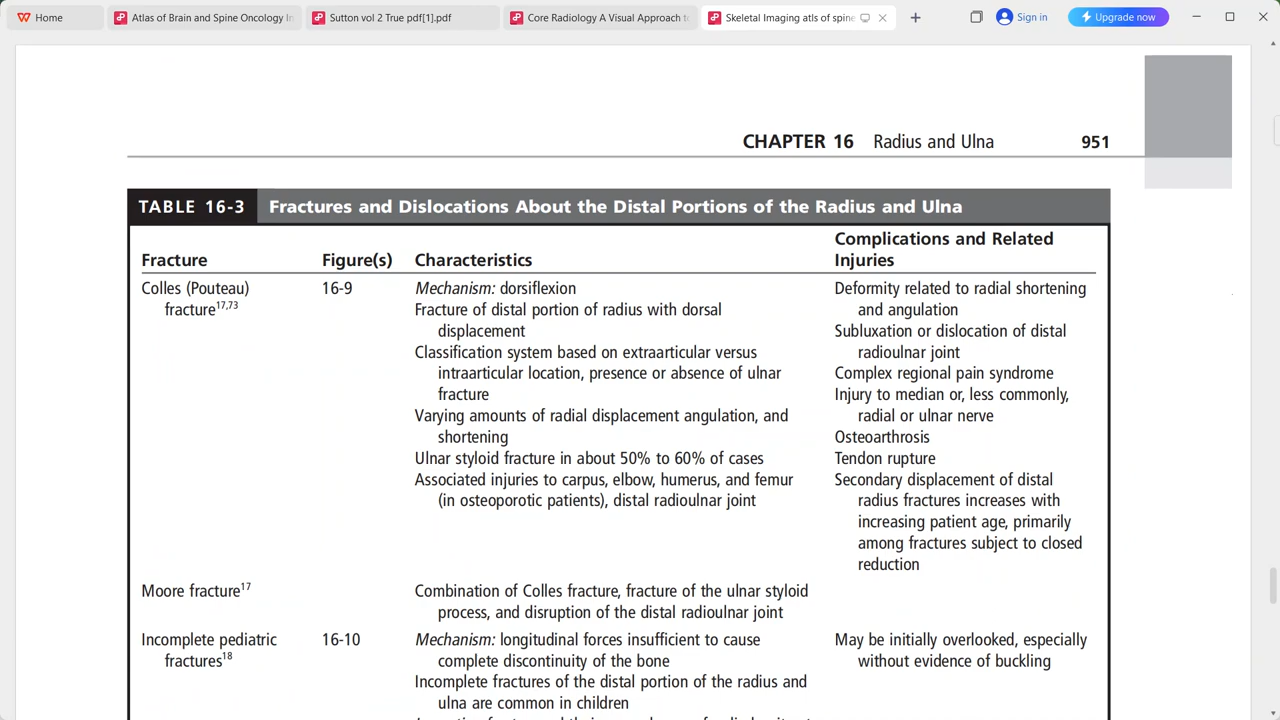 Home
Atlas of Brain and Spine Oncology
Sutton vol 2 True pdf[1].pdf
Core Radiology A Visual Approach
Skeletal Imaging atls of spine
Sign in
Upgrade now
CHAPTER 16 Radius and Ulna 951
TABLE 16-3 Fractures and Dislocations About the Distal Portions of the Radius and Ulna
Fracture
Figure(s)
Characteristics
Complications and Related
Injuries
Colles (Pouteau)
fracture17,73
16-9
Mechanism: dorsiflexion
Fracture of distal portion of radius with dorsal
displacement
Classification system based on extraarticular versus
intraarticular location, presence or absence of ulnar
fracture
Varying amounts of radial displacement angulation, and
shortening
Ulnar styloid fracture in about 50% to 60% of cases
Associated injuries to carpus, elbow, humerus, and femur
(in osteoporotic patients), distal radioulnar joint
Deformity related to radial shortening
and angulation
Subluxation or dislocation of distal
radioulnar joint
Complex regional pain syndrome
Injury to median or, less commonly,
radial or ulnar nerve
Osteoarthrosis
Tendon rupture
Secondary displacement of distal
radius fractures increases with
increasing patient age, primarily
among fractures subject to closed
reduction
Moore fracture17
Combination of Colles fracture, fracture of the ulnar styloid
process, and disruption of the distal radioulnar joint
Incomplete pediatric
fractures18
16-10
Mechanism: longitudinal forces insufficient to cause
complete discontinuity of the bone
Incomplete fractures of the distal portion of the radius and
ulna are common in children
May be initially overlooked, especially
without evidence of buckling